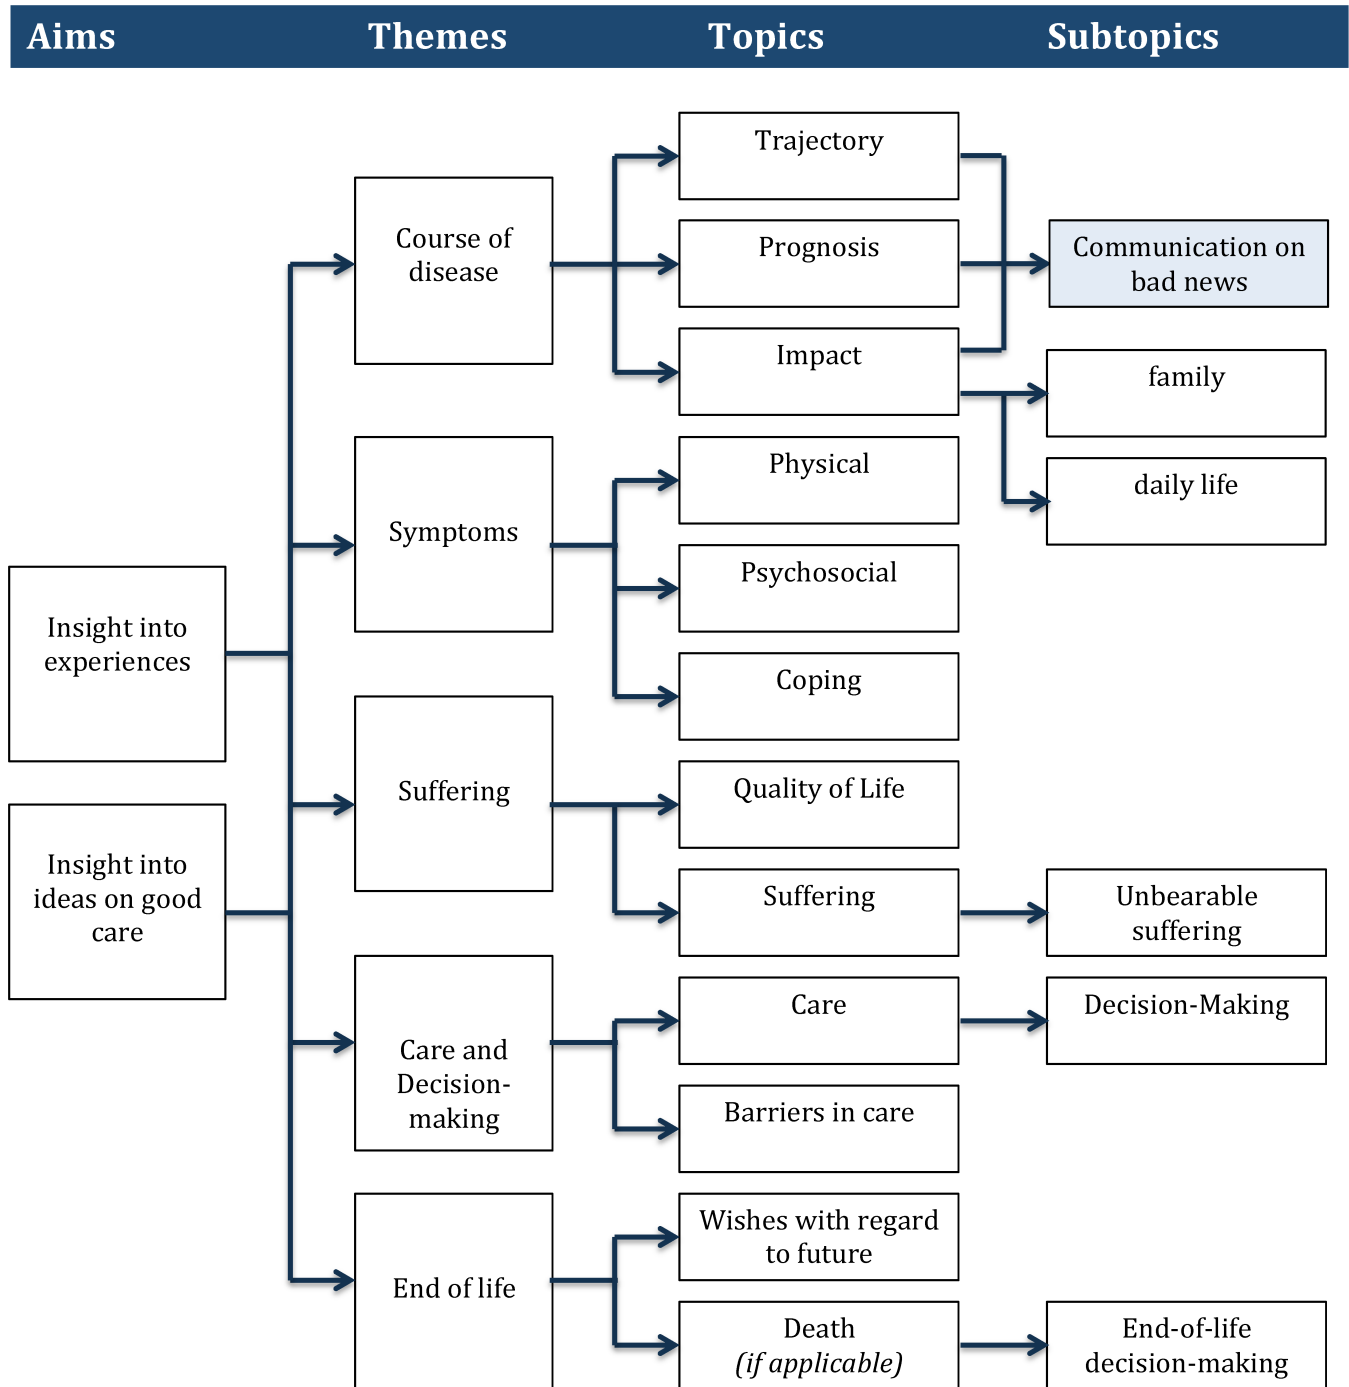 Aims Themes Topics Subtopics
Insight into
experiences
Insight into
ideas on good
care
Course of
disease
Symptoms
Suffering
Care and
Decision-
making
End of life
Trajectory
Prognosis
Impact
Physical
Psychosocial
Coping
Quality of Life
Suffering
Care
Barriers in care
Wishes with regard
to future
Death
(if applicable)
Communication on
bad news
family
daily life
Unbearable
suffering
Decision-Making
End-of-life
decision-making